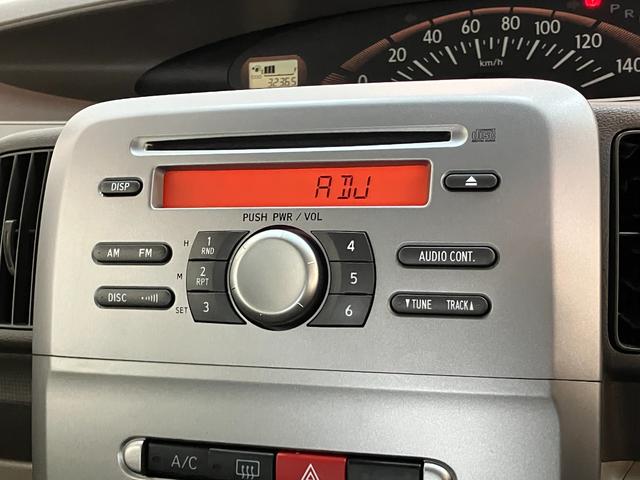 P R
0 20 40 60 80 100 120 140
km/h
32365
disc
DISP
ADJ
PUSH PWR / VOL
AM FM
H 1 RND
4
AUDIO CONT.
M 2 RPT
5
DISC
SET 3
6
▼TUNE TRACK▲
A/C